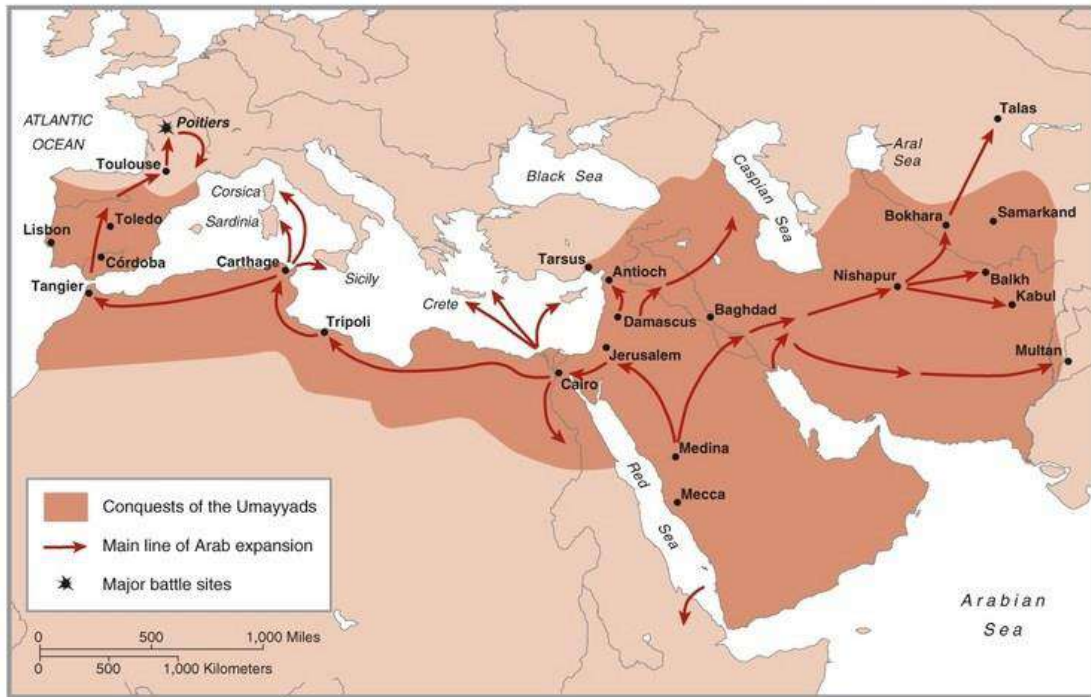 Talas
ATLANTIC
OCEAN
Poitiers
Aral
Sea
Toulouse
Black Sea
Caspian Sea
Corsica
Sardinia
Toledo
Lisbon
Bokhara
Samarkand
Córdoba
Carthage
Sicily
Tarsus
Antioch
Nishapur
Balkh
Tangier
Crete
Kabul
Tripoli
Damascus
Baghdad
Jerusalem
Multan
Cairo
Medina
Red
Sea
Mecca
Conquests of the Umayyads
Main line of Arab expansion
Major battle sites
Arabian
Sea
0 500 1,000 Miles
0 500 1,000 Kilometers